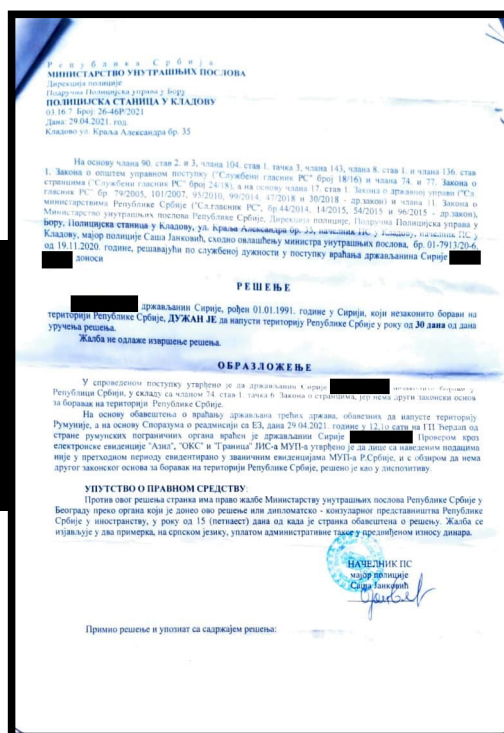 Република Србија
МИНИСТАРСТВО УНУТРАШЊИХ ПОСЛОВА
Дирекција полиције
Подручна Полицијска управа у Бору
ПОЛИЦИЈСКА СТАНИЦА У КЛАДОВУ
03.16.7 Број: 26-46Р/2021
Дана: 29.04.2021. год.
Кладово ул. Краља Александра бр. 35
На основу члана 90. став 2. и 3, члана 104. став 1. тачка 3, члана 143, члана 8. став 1. и члана 136. став
1. Закона о општем управном поступку ("Службени гласник РС" број 18/16) и члана 74. и 77. Закона о
странцима ("Службени гласник РС" број 24/18), а на основу члана 17. став 1. Закона о државној управи ("Сл.
гласник РС" бр. 79/2005, 101/2007, 95/2010, 99/2014, 47/2018 и 30/2018 - др.закон) и члана 11. Закона о
министарствима Републике Србије ("Сл.гласник РС", бр.44/2014, 14/2015, 54/2015 и 96/2015 - др.закон),
Министарство унутрашњих послова Републике Србије, Дирекција полиције, Подручна Полицијска управа у
Бору, Полицијска станица у Кладову, ул. Краља Александра бр. 35, начелник ПС у Кладову, начелник ПС у
Кладову, мајор полиције Саша Јанковић, сходно овлашћењу министра унутрашњих послова, бр. 01-7913/20-6,
од 19.11.2020. године, решавајући по службеној дужности у поступку враћања држављанина Сирије
доноси
РЕШЕЊЕ
држављанин Сирије, рођен 01.01.1991. године у Сирији, који незаконито борави на
територији Републике Србије, ДУЖАН ЈЕ да напусти територију Републике Србије у року од 30 дана од дана
уручења решења.
Жалба не одлаже извршење решења.
ОБРАЗЛОЖЕЊЕ
У спроведеном поступку утврђено је да држављанин Сирије незаконито борави у
Републици Србији, у складу са чланом 74. став 1. тачка 6. Закона о странцима, јер нема други законски основ
за боравак на територији Републике Србије.
На основу обавештења о враћању држављана трећих држава, обавезних да напусте територију
Румуније, а на основу Споразума о реадмисији са ЕЗ, дана 29.04.2021. године у 12,10 сати на ГП Ђердап од
стране румунских пограничних органа враћен је држављанин Сирије Провером кроз
електронске евиденције "Азил", "ОКС" и "Граница" ЈИС-а МУП-а утврђено је да лице са наведеним подацима
није у претходном периоду евидентирано у званичним евиденцијама МУП-а Р.Србије, и с обзиром да нема
другог законског основа за боравак на територији Републике Србије, решено је као у диспозитиву.
УПУТСТВО О ПРАВНОМ СРЕДСТВУ:
Против овог решења странка има право жалбе Министарству унутрашњих послова Републике Србије у
Београду преко органа који је донео ово решење или дипломатско - конзуларног представништва Републике
Србије у иностранству, у року од 15 (петнаест) дана од када је странка обавештена о решењу. Жалба се
изјављује у два примерка, на српском језику, уплатом административне таксе у предвиђеном износу динара.
НАЧЕЛНИК ПС
мајор полиције
Саша Јанковић
Примио решење и упознат са садржајем решења: